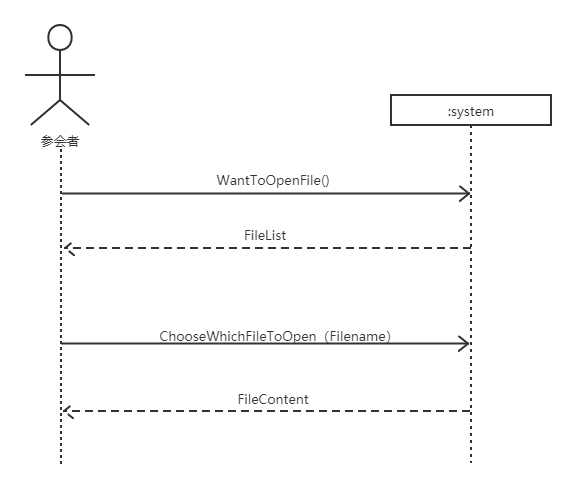 :system
参会者
WantToOpenFile()
FileList
ChooseWhichFileToOpen（Filename）
FileContent